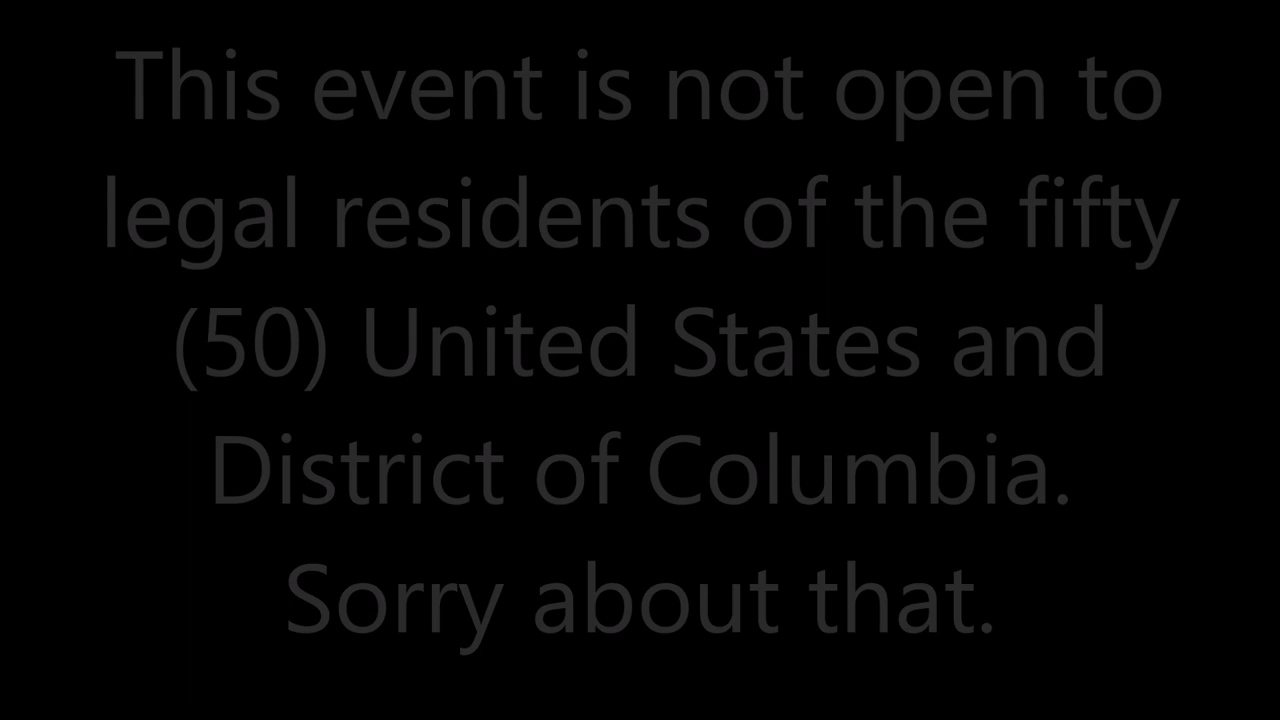 This event is not open to
legal residents of the fifty
(50) United States and
District of Columbia.
Sorry about that.